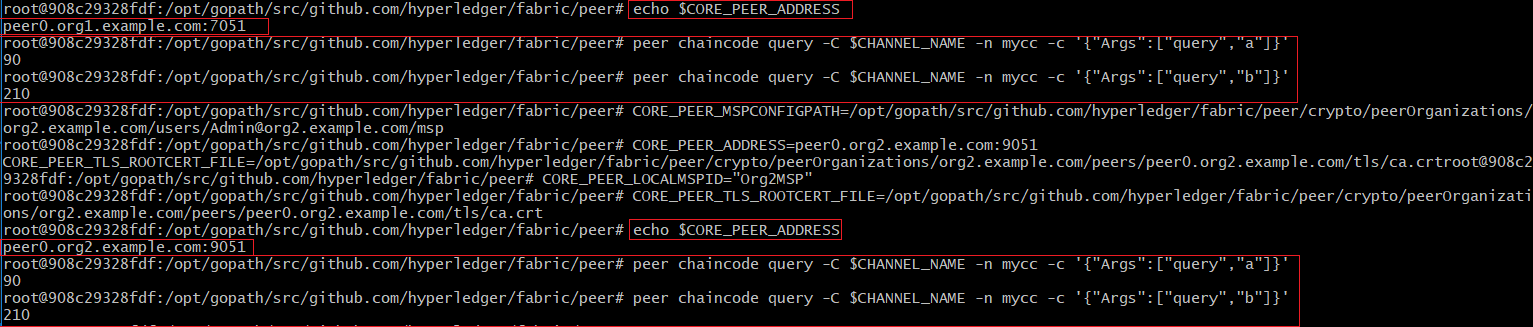 root@908c29328fdf:/opt/gopath/src/github.com/hyperledger/fabric/peer# echo $CORE_PEER_ADDRESS
peer0.org1.example.com:7051
root@908c29328fdf:/opt/gopath/src/github.com/hyperledger/fabric/peer# peer chaincode query -C $CHANNEL_NAME -n mycc -c '{"Args":["query","a"]}'
90
root@908c29328fdf:/opt/gopath/src/github.com/hyperledger/fabric/peer# peer chaincode query -C $CHANNEL_NAME -n mycc -c '{"Args":["query","b"]}'
210
root@908c29328fdf:/opt/gopath/src/github.com/hyperledger/fabric/peer# CORE_PEER_MSPCONFIGPATH=/opt/gopath/src/github.com/hyperledger/fabric/peer/crypto/peerOrganizations/
org2.example.com/users/Admin@org2.example.com/msp
root@908c29328fdf:/opt/gopath/src/github.com/hyperledger/fabric/peer# CORE_PEER_ADDRESS=peer0.org2.example.com:9051
CORE_PEER_TLS_ROOTCERT_FILE=/opt/gopath/src/github.com/hyperledger/fabric/peer/crypto/peerOrganizations/org2.example.com/peers/peer0.org2.example.com/tls/ca.crtroot@908c2
9328fdf:/opt/gopath/src/github.com/hyperledger/fabric/peer# CORE_PEER_LOCALMSPID="Org2MSP"
root@908c29328fdf:/opt/gopath/src/github.com/hyperledger/fabric/peer# CORE_PEER_TLS_ROOTCERT_FILE=/opt/gopath/src/github.com/hyperledger/fabric/peer/crypto/peerOrganizati
ons/org2.example.com/peers/peer0.org2.example.com/tls/ca.crt
root@908c29328fdf:/opt/gopath/src/github.com/hyperledger/fabric/peer# echo $CORE_PEER_ADDRESS
peer0.org2.example.com:9051
root@908c29328fdf:/opt/gopath/src/github.com/hyperledger/fabric/peer# peer chaincode query -C $CHANNEL_NAME -n mycc -c '{"Args":["query","a"]}'
90
root@908c29328fdf:/opt/gopath/src/github.com/hyperledger/fabric/peer# peer chaincode query -C $CHANNEL_NAME -n mycc -c '{"Args":["query","b"]}'
210